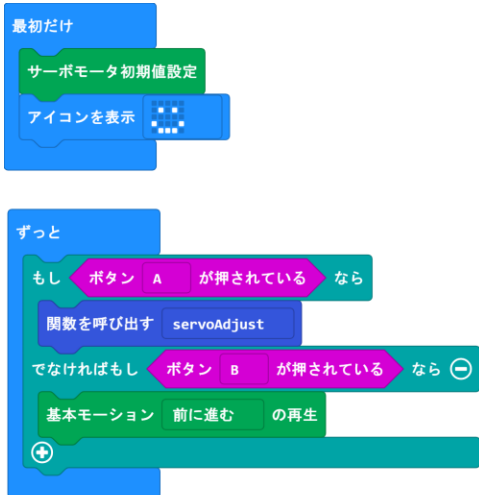 最初だけ
サーボモータ初期値設定
アイコンを表示
ずっと
もし ボタン A が押されている なら
関数を呼び出す servoAdjust
でなければもし ボタン B が押されている なら
基本モーション 前に進む の再生